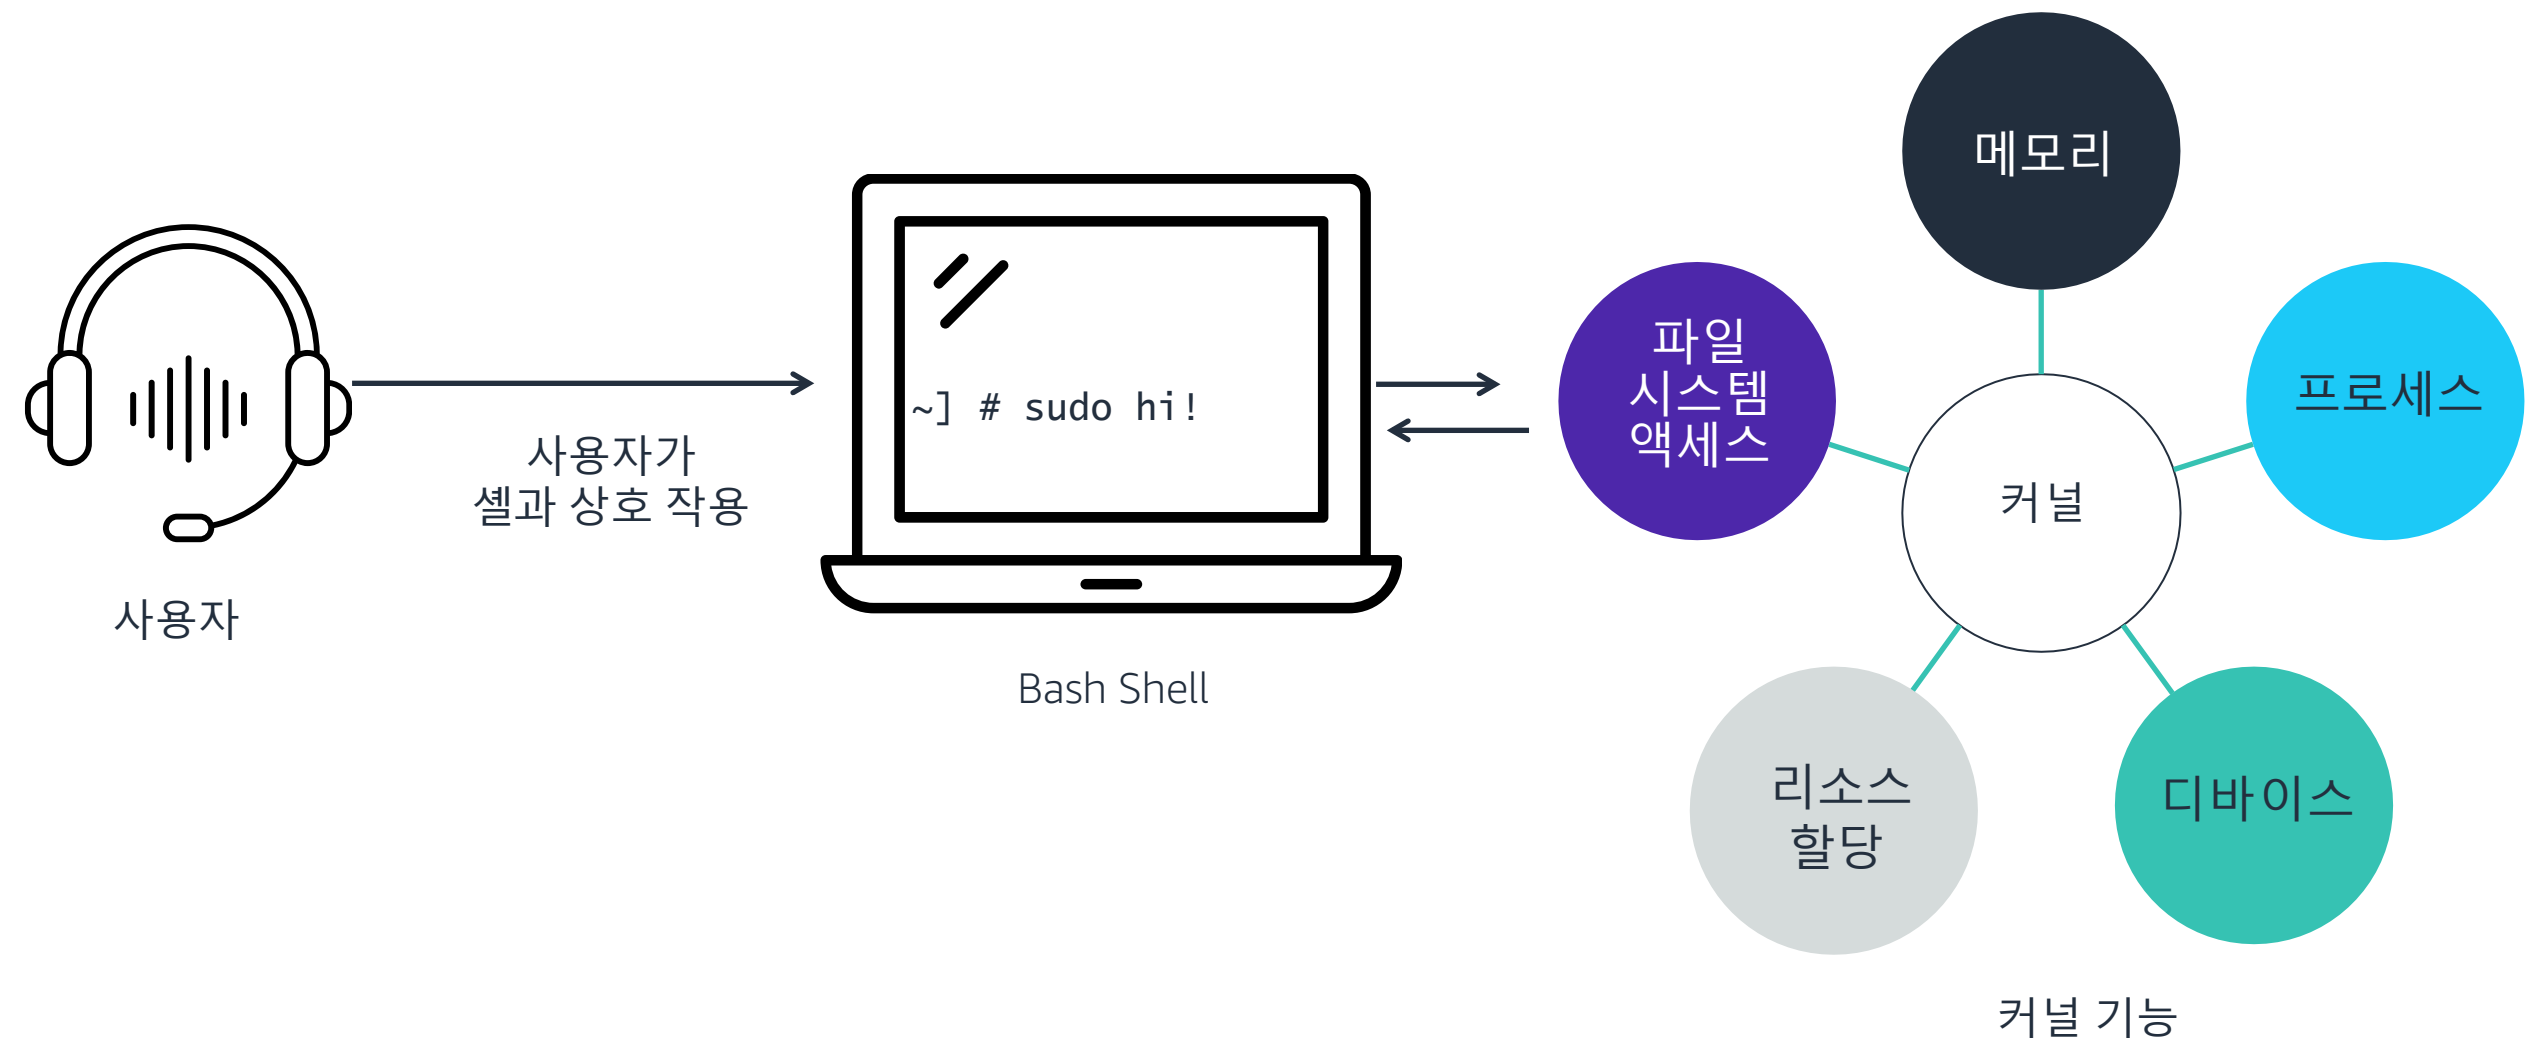 사용자
사용자가
셸과 상호 작용
~] # sudo hi!
Bash Shell
메모리
파일
시스템
액세스
프로세스
커널
리소스
할당
디바이스
커널 기능